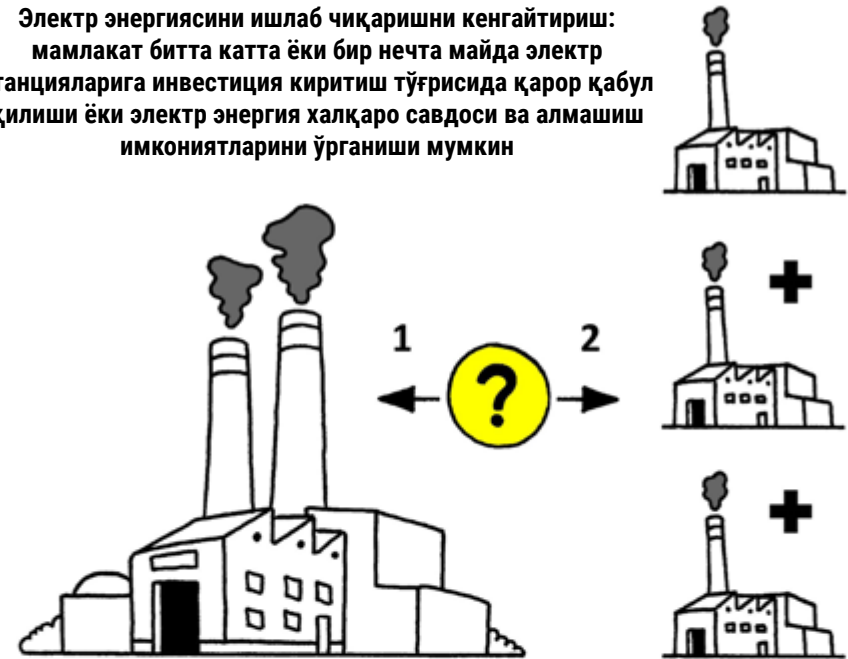 Электр энергиясини ишлаб чиқаришни кенгайтириш:
мамлакат битта катта ёки бир нечта майда электр
танцияларига инвестиция киритиш тўғрисида қарор қабул
қилиши ёки электр энергия халқаро савдоси ва алмашиш
имкониятларини ўрганиши мумкин
1
?
2
+
+